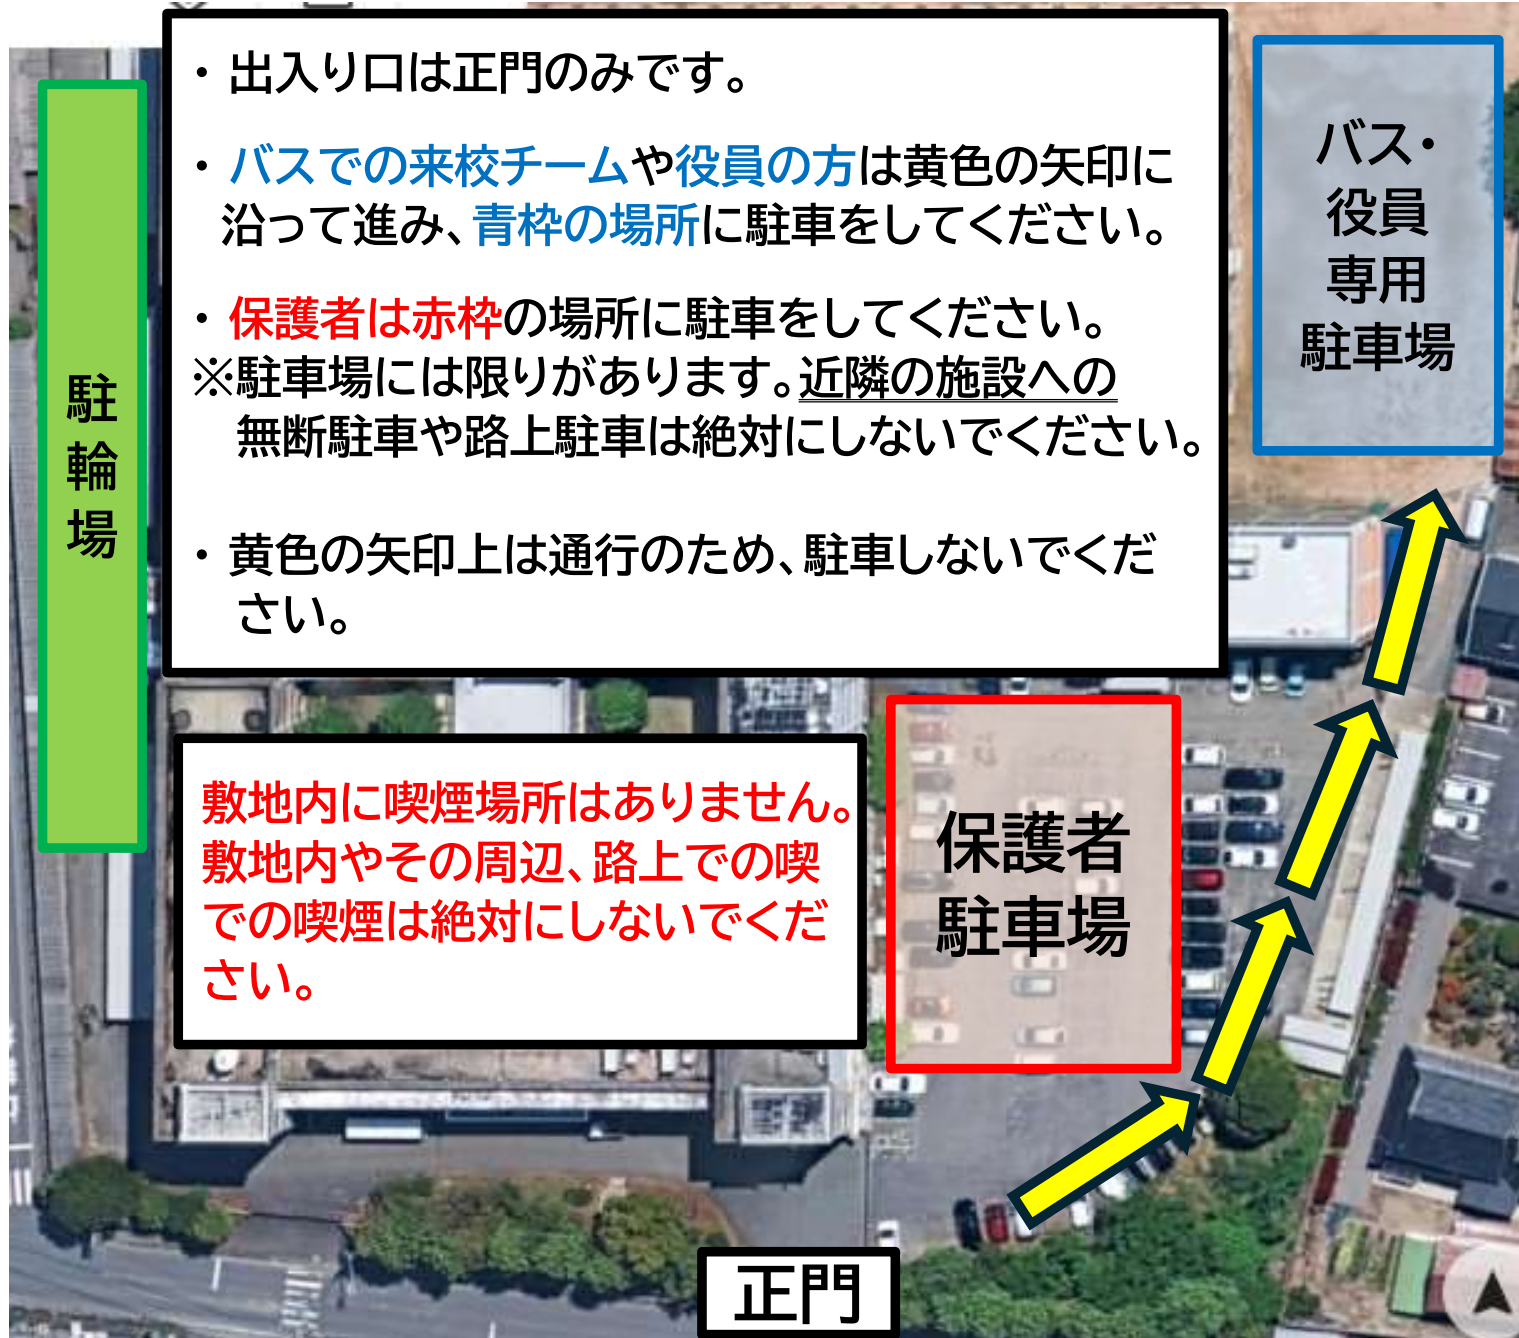 ・出入り口は正門のみです。
・バスでの来校チームや役員の方は黄色の矢印に
沿って進み、青枠の場所に駐車をしてください。
・保護者は赤枠の場所に駐車をしてください。
※駐車場には限りがあります。近隣の施設への
無断駐車や路上駐車は絶対にしないでください。
・黄色の矢印上は通行のため、駐車しないでくだ
さい。
バス・
役員
専用
駐車場
駐
輪
場
敷地内に喫煙場所はありません。
敷地内やその周辺、路上での喫
での喫煙は絶対にしないでくだ
さい。
保護者
駐車場
正門